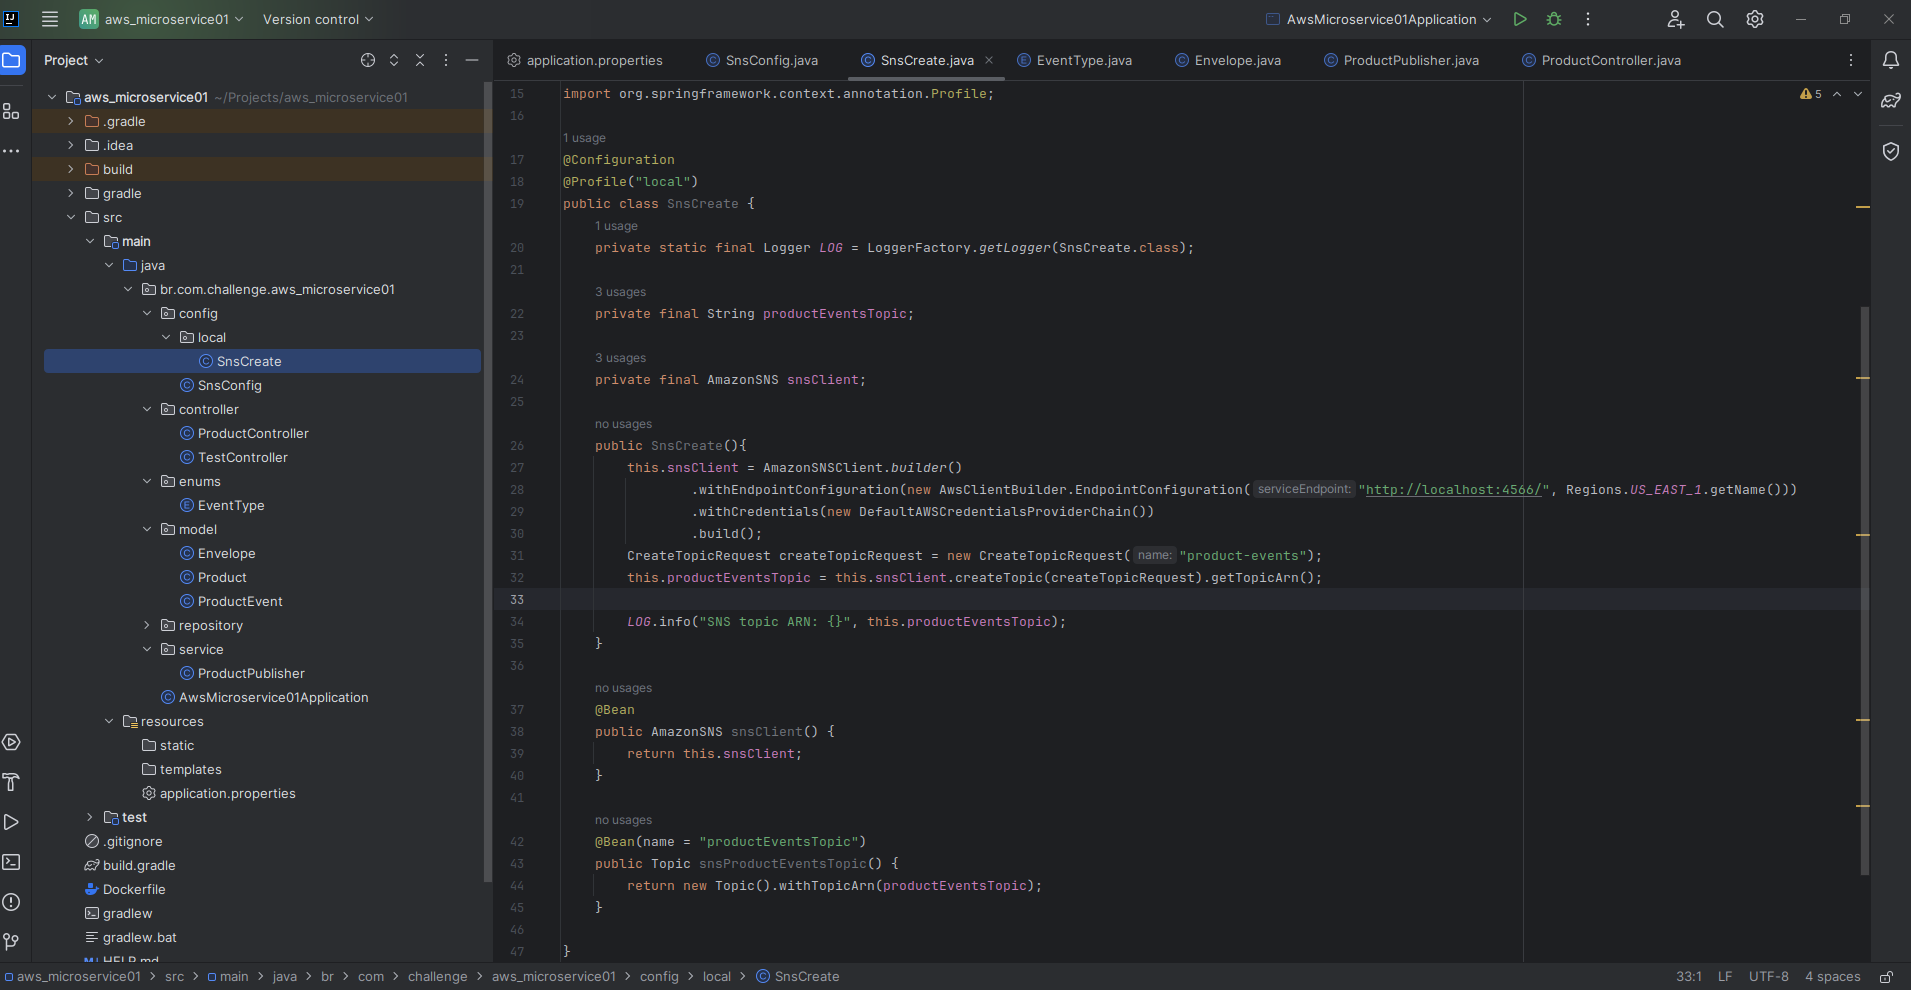 AM aws_microservice01 Version control AwsMicroservice01Application
Project
aws_microservice01 ~/Projects/aws_microservice01
.gradle
.idea
build
gradle
src
main
java
br.com.challenge.aws_microservice01
config
local
SnsCreate
SnsConfig
controller
ProductController
TestController
enums
EventType
model
Envelope
Product
ProductEvent
repository
service
ProductPublisher
AwsMicroservice01Application
resources
static
templates
application.properties
test
.gitignore
build.gradle
Dockerfile
gradlew
gradlew.bat
HELP.md
application.properties SnsConfig.java SnsCreate.java EventType.java Envelope.java ProductPublisher.java ProductController.java
5
15 import org.springframework.context.annotation.Profile;
16
1 usage
17 @Configuration
18 @Profile("local")
19 public class SnsCreate {
1 usage
20 private static final Logger LOG = LoggerFactory.getLogger(SnsCreate.class);
21
3 usages
22 private final String productEventsTopic;
23
3 usages
24 private final AmazonSNS snsClient;
25
no usages
26 public SnsCreate(){
27 this.snsClient = AmazonSNSClient.builder()
28 .withEndpointConfiguration(new AwsClientBuilder.EndpointConfiguration( serviceEndpoint: "http://localhost:4566/", Regions.US_EAST_1.getName()))
29 .withCredentials(new DefaultAWSCredentialsProviderChain())
30 .build();
31 CreateTopicRequest createTopicRequest = new CreateTopicRequest( name: "product-events");
32 this.productEventsTopic = this.snsClient.createTopic(createTopicRequest).getTopicArn();
33
34 LOG.info("SNS topic ARN: {}", this.productEventsTopic);
35 }
36
no usages
37 @Bean
38 public AmazonSNS snsClient() {
39 return this.snsClient;
40 }
41
no usages
42 @Bean(name = "productEventsTopic")
43 public Topic snsProductEventsTopic() {
44 return new Topic().withTopicArn(productEventsTopic);
45 }
46
47 }
aws_microservice01 > src > main > java > br > com > challenge > aws_microservice01 > config > local > SnsCreate 33:1 LF UTF-8 4 spaces